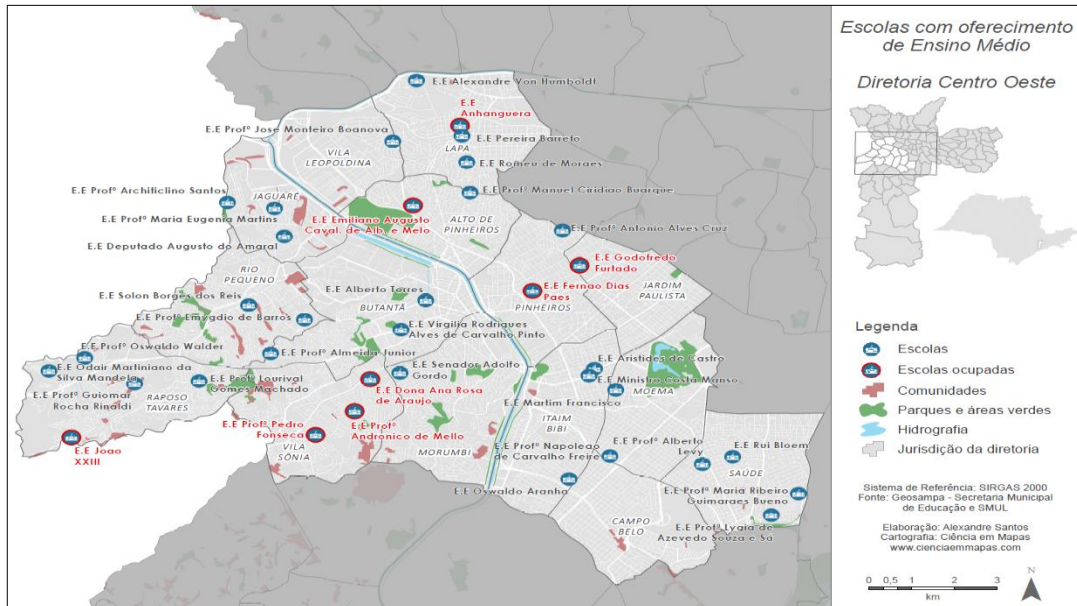 Escolas com oferecimento
de Ensino Médio
Diretoria Centro Oeste
E.E Alexandre Von Humboldt
E.E
Anhanguera
E.E Profº Jose Monteiro Boanova
E.E Pereira Barreto
LAPA
VILA
LEOPOLDINA
E.E Romeu de Moraes
E.E Profº Archiliclino Santos
E.E Profº Manuel Ciridiao Buarque
JAGUARÉ
E.E Profº Maria Eugenia Martins
E.E Emiliano Augusto
Caval. de Alb. e Melo
ALTO DE
PINHEIROS
E.E Profº Antonio Alves Cruz
E.E Deputado Augusto do Amaral
E.E Godofredo
Furtado
RIO
PEQUENO
E.E Alberto Torres
E.E Fernao Dias
Paes
JARDIM
PAULISTA
E.E Solon Borges dos Reis
BUTANTÃ
PINHEIROS
E.E Profº Emygdio de Barros
E.E Virgilia Rodrigues
Alves de Carvalho Pinto
E.E Profº Oswaldo Walder
E.E Profº Almeida Junior
E.E Aristides de Castro
E.E Odair Martiniano da
Silva Mandela
E.E Senador Adolfo
Gordo
E.E Ministro Costa Manso
E.E Profº Lourival
Gomes Machado
E.E Dona Ana Rosa
de Araujo
MOEMA
E.E Profº Guiomar
Rocha Rinaldi
RAPOSO
TAVARES
E.E Martim Francisco
ITAIM
BIBI
E.E Profº Pedro
Fonseca
E.E Profº
Andronico de Mello
E.E João
XXIII
VILA
SÔNIA
MORUMBI
E.E Profº Napoleao
de Carvalho Freire
E.E Profº Alberto
Levy
E.E Rui Bloem
SAÚDE
E.E Oswaldo Aranha
E.E Profº Maria Ribeiro
Guimaraes Bueno
CAMPO
BELO
E.E Profº Lygia de
Azevedo Souza e Sá
Legenda
Escolas
Escolas ocupadas
Comunidades
Parques e áreas verdes
Hidrografia
Jurisdição da diretoria
Sistema de Referência: SIRGAS 2000
Fonte: Geosampa - Secretaria Municipal
de Educação e SMUL
Elaboração: Alexandre Santos
Cartografia: Ciência em Mapas
www.cienciaemmapas.com
0 0,5 1 2 3
km
N